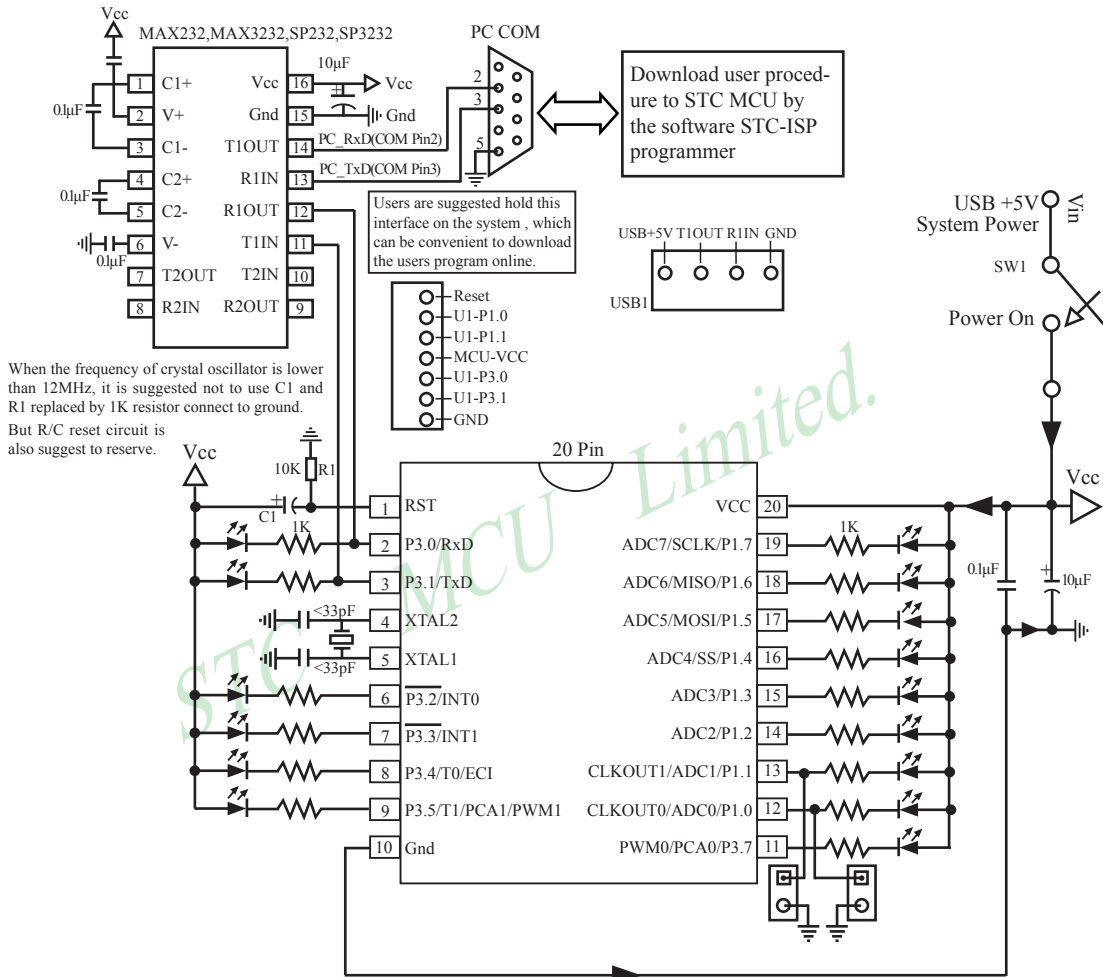 Vcc
MAX232,MAX3232,SP232,SP3232
PC COM
1 C1+
2 V+
3 C1-
4 C2+
5 C2-
6 V-
7 T2OUT
8 R2IN
Vcc 16
Gnd 15
T1OUT 14
R1IN 13
R1OUT 12
T1IN 11
T2IN 10
R2OUT 9
0.1µF
0.1µF
0.1µF
10µF
Vcc
Gnd
PC_RxD(COM Pin2)
PC_TxD(COM Pin3)
2
3
5
Download user proced-
ure to STC MCU by
the software STC-ISP
programmer
Users are suggested hold this
interface on the system , which
can be convenient to download
the users program online.
USB+5V T1OUT R1IN GND
USB1
USB +5V
System Power
Vin
SW1
Power On
Reset
U1-P1.0
U1-P1.1
MCU-VCC
U1-P3.0
U1-P3.1
GND
When the frequency of crystal oscillator is lower
than 12MHz, it is suggested not to use C1 and
R1 replaced by 1K resistor connect to ground.
But R/C reset circuit is
also suggest to reserve.
Vcc
10K R1
C1
1K
<33pF
<33pF
20 Pin
1 RST
2 P3.0/RxD
3 P3.1/TxD
4 XTAL2
5 XTAL1
6 P3.2/INT0
7 P3.3/INT1
8 P3.4/T0/ECI
9 P3.5/T1/PCA1/PWM1
10 Gnd
VCC 20
ADC7/SCLK/P1.7 19
ADC6/MISO/P1.6 18
ADC5/MOSI/P1.5 17
ADC4/SS/P1.4 16
ADC3/P1.3 15
ADC2/P1.2 14
CLKOUT1/ADC1/P1.1 13
CLKOUT0/ADC0/P1.0 12
PWM0/PCA0/P3.7 11
1K
Vcc
0.1µF
10µF
STC MCU Limited.